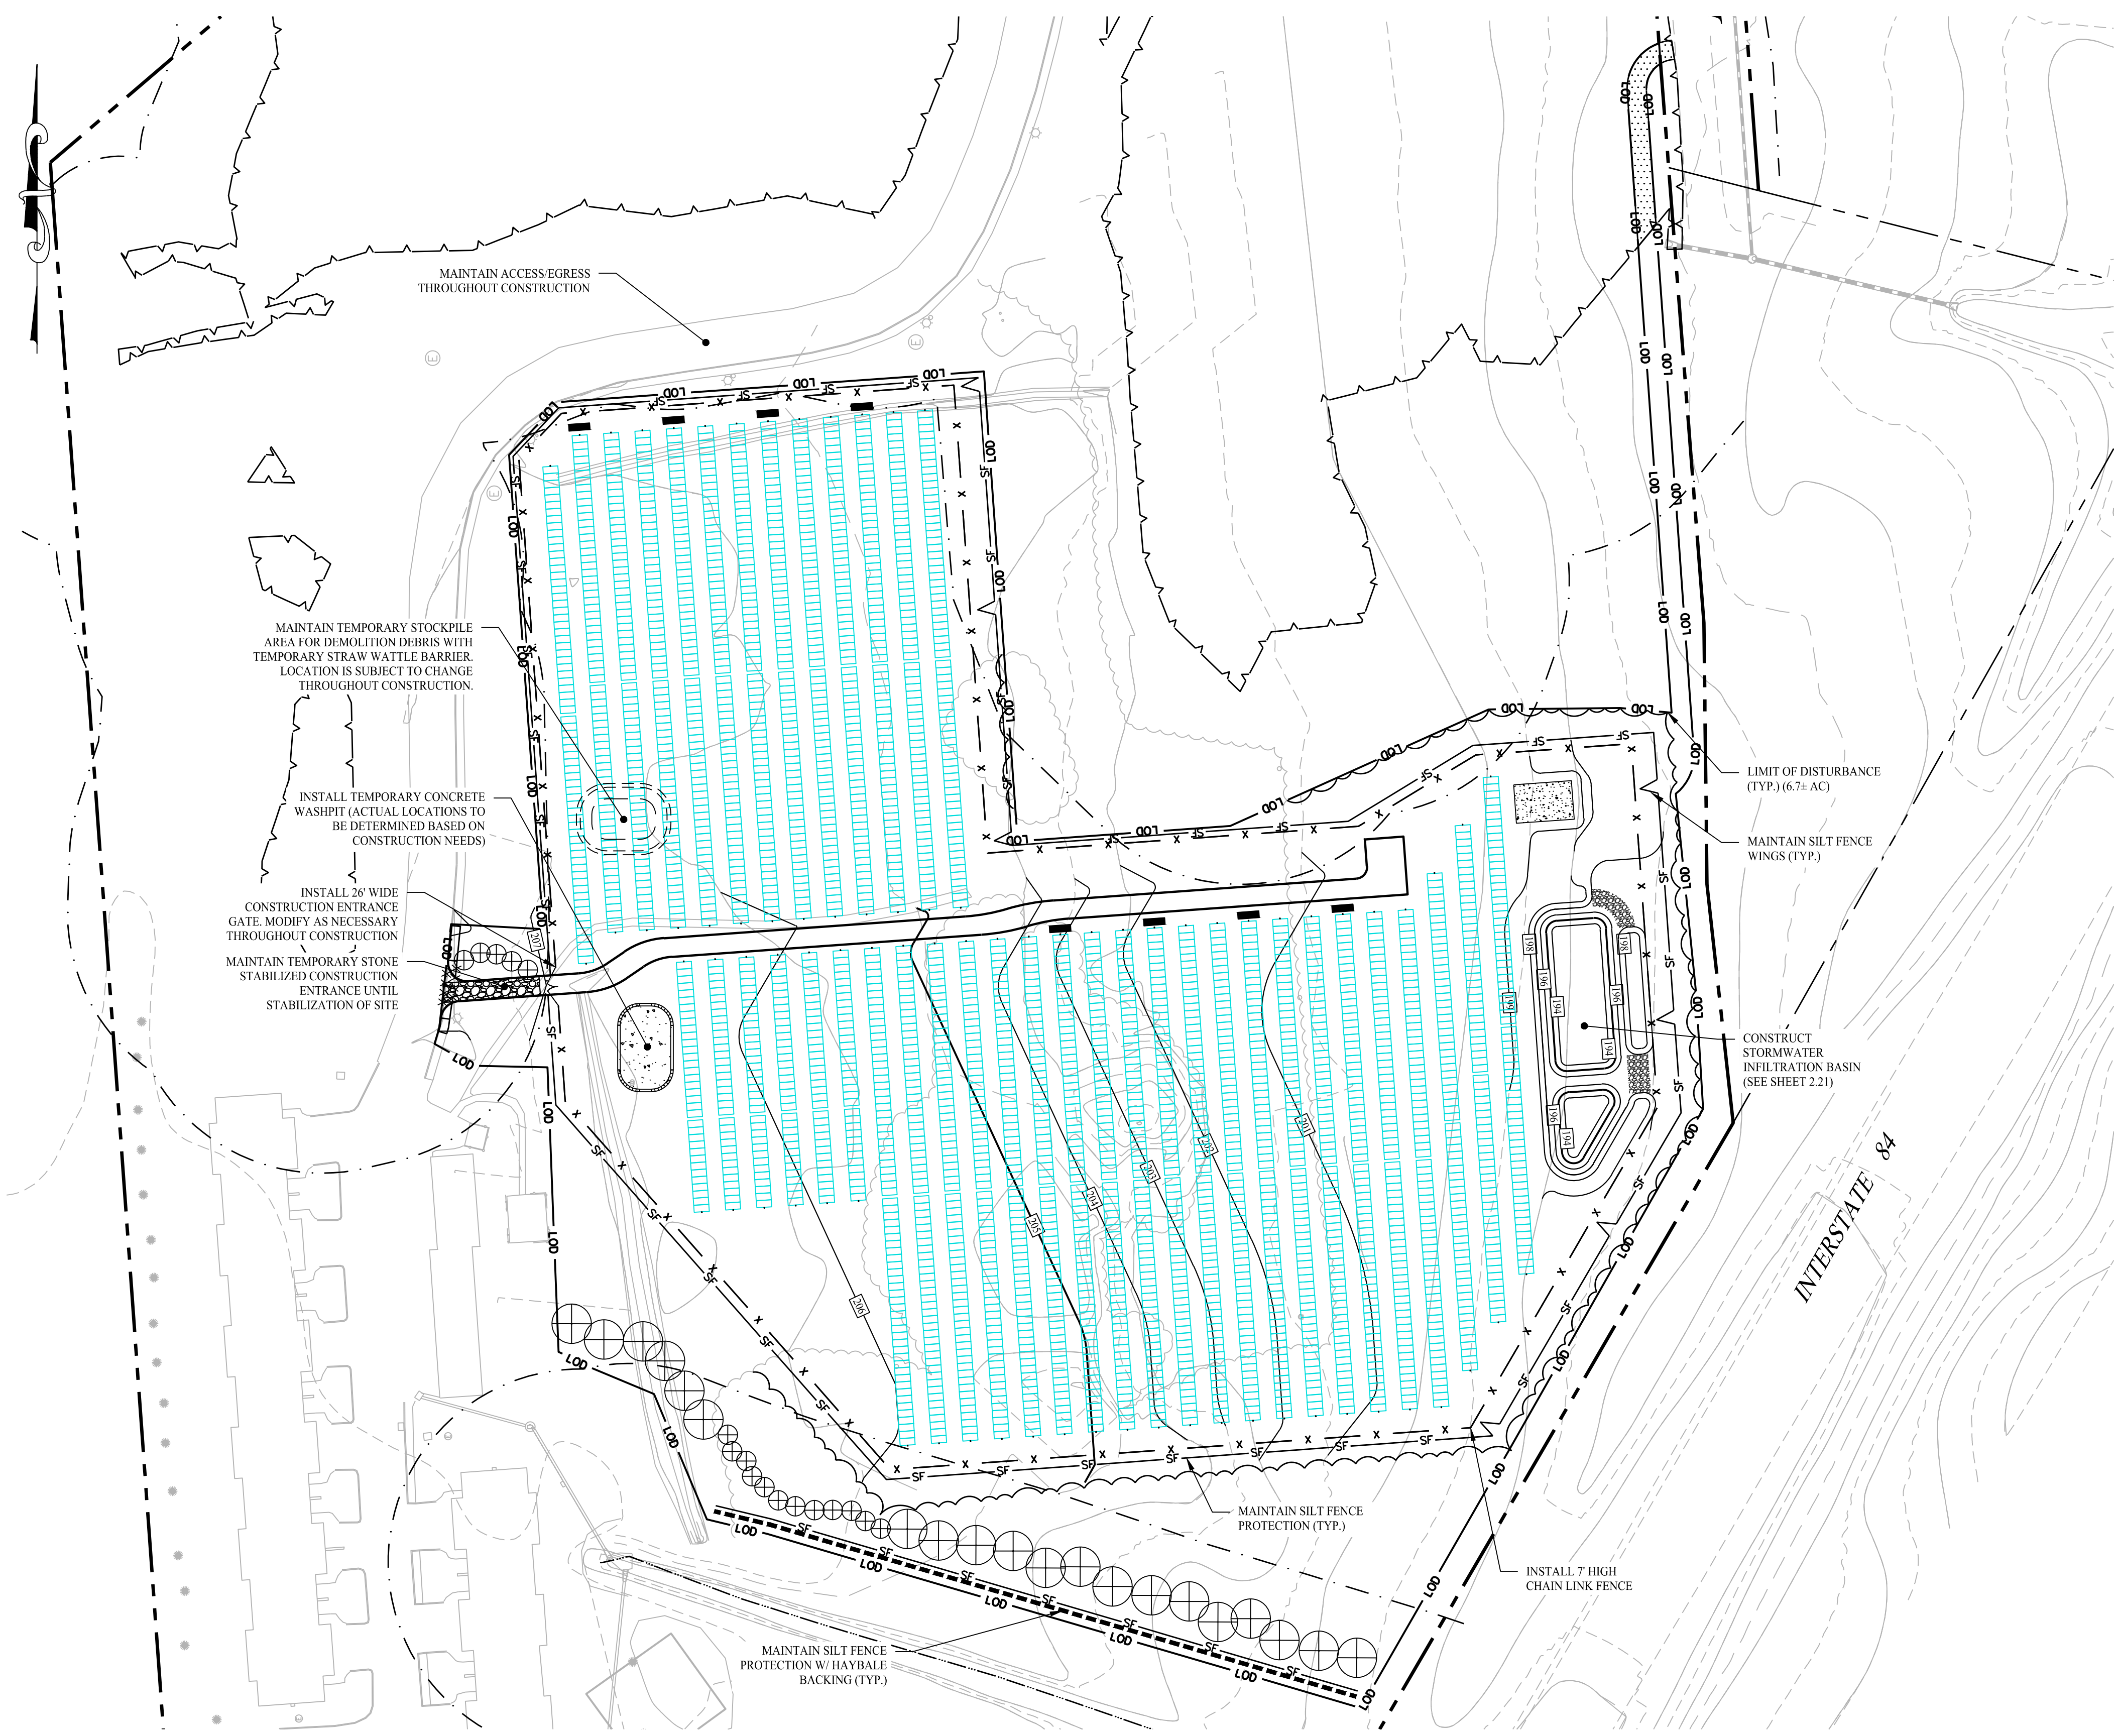 MAINTAIN ACCESS/EGRESS
THROUGHOUT CONSTRUCTION
MAINTAIN TEMPORARY STOCKPILE
AREA FOR DEMOLITION DEBRIS WITH
TEMPORARY STRAW WATTLE BARRIER.
LOCATION IS SUBJECT TO CHANGE
THROUGHOUT CONSTRUCTION.
INSTALL TEMPORARY CONCRETE
WASHPIT (ACTUAL LOCATIONS TO
BE DETERMINED BASED ON
CONSTRUCTION NEEDS)
INSTALL 26' WIDE
CONSTRUCTION ENTRANCE
GATE. MODIFY AS NECESSARY
THROUGHOUT CONSTRUCTION
MAINTAIN TEMPORARY STONE
STABILIZED CONSTRUCTION
ENTRANCE UNTIL
STABILIZATION OF SITE
LIMIT OF DISTURBANCE
(TYP.) (6.7± AC)
MAINTAIN SILT FENCE
WINGS (TYP.)
CONSTRUCT
STORMWATER
INFILTRATION BASIN
(SEE SHEET 2.21)
INTERSTATE 84
MAINTAIN SILT FENCE
PROTECTION (TYP.)
INSTALL 7' HIGH
CHAIN LINK FENCE
MAINTAIN SILT FENCE
PROTECTION W/ HAYBALE
BACKING (TYP.)
207
206
205
204
203
202
201
198
198
196
196
194
194
196
194
LOD
SF
X